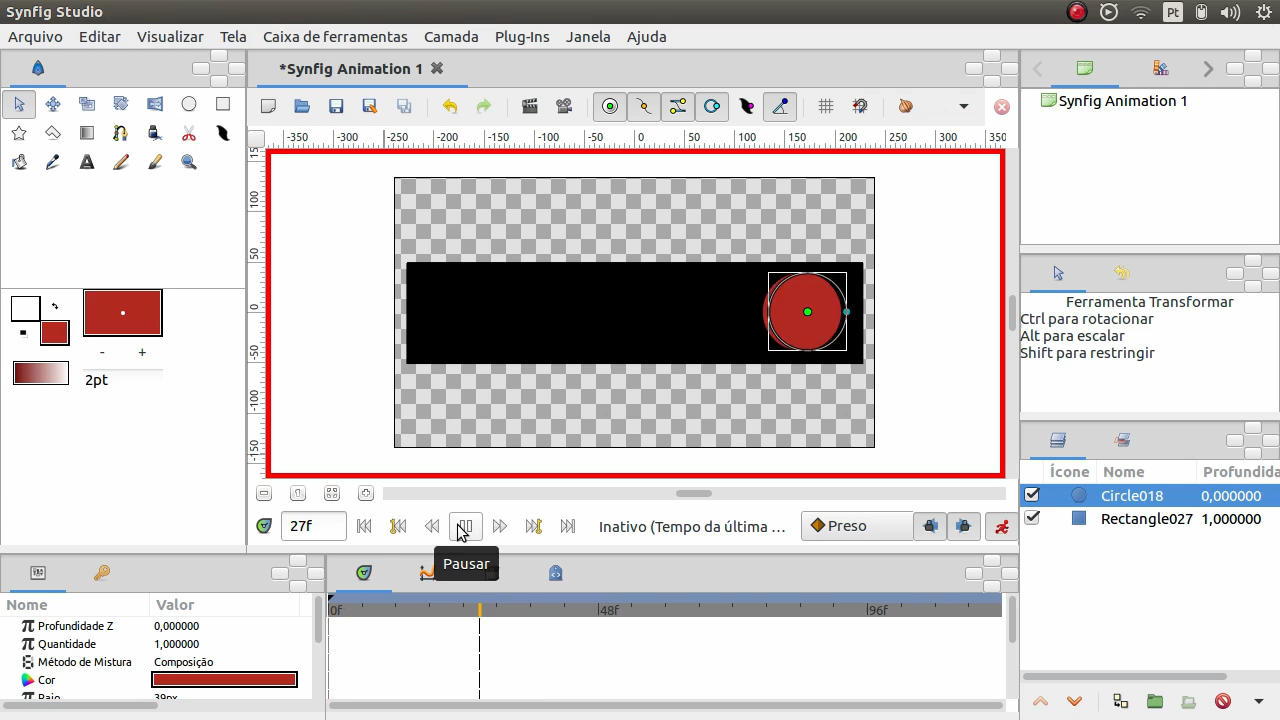 Synfig Studio
Pt
Arquivo Editar Visualizar Tela Caixa de ferramentas Camada Plug-Ins Janela Ajuda
*Synfig Animation 1
-350 -300 -250 -200 -150 -100 -50 0 50 100 150 200 250 300 350
Synfig Animation 1
100
50
0
-50
-100
-150
Ferramenta Transformar
Ctrl para rotacionar
Alt para escalar
Shift para restringir
- +
2pt
Ícone Nome Profundida
Circle018 0,000000
Rectangle027 1,000000
27f
Inativo (Tempo da última ...
Preso
Pausar
Nome Valor
0f 48f 96f
Profundidade Z 0,000000
Quantidade 1,000000
Método de Mistura Composição
Cor
Raio 39px